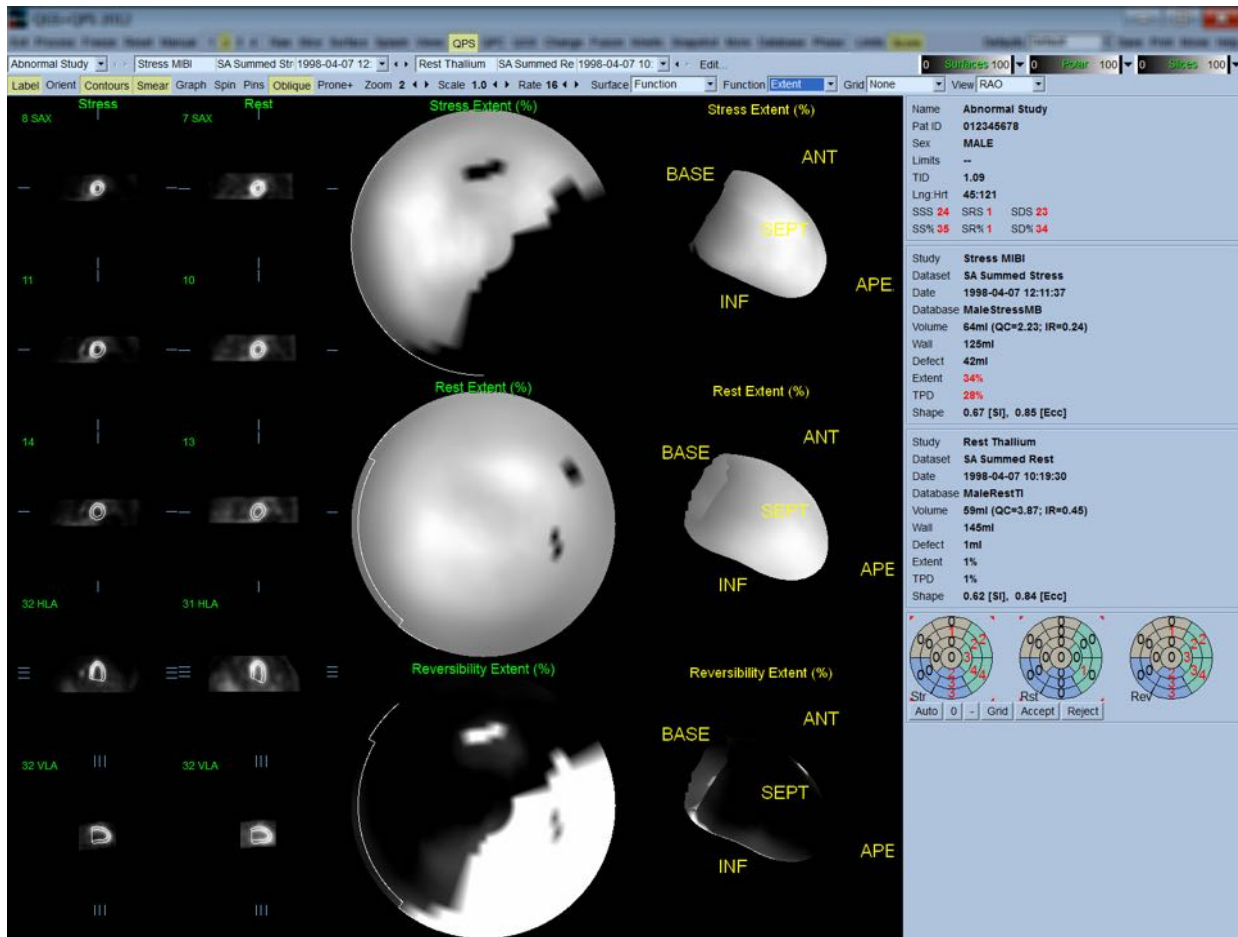 QGS+QPS 2012
QPS
Abnormal Study Stress MIBI SA Summed Str 1998-04-07 12: Rest Thallium SA Summed Re 1998-04-07 10: Edit... 0 Surfaces 100 0 Polar 100 0 Slices 100
Label Orient Contours Smear Graph Spin Pins Oblique Prone+ Zoom 2 Scale 1.0 Rate 16 Surface Function Function Extent Grid None View RAO
Stress Rest
8 SAX 7 SAX
11 10
14 13
32 HLA 31 HLA
32 VLA 32 VLA
Stress Extent (%)
Stress Extent (%)
ANT
BASE
SEPT
APE
INF
Rest Extent (%)
Rest Extent (%)
ANT
BASE
SEPT
APE
INF
Reversibility Extent (%)
Reversibility Extent (%)
ANT
BASE
SEPT
APE
INF
Name Abnormal Study
Pat ID 012345678
Sex MALE
Limits --
TID 1.09
Lng:Hrt 45:121
SSS 24 SRS 1 SDS 23
SS% 35 SR% 1 SD% 34
Study Stress MIBI
Dataset SA Summed Stress
Date 1998-04-07 12:11:37
Database MaleStressMB
Volume 64ml (QC=2.23; IR=0.24)
Wall 125ml
Defect 42ml
Extent 34%
TPD 28%
Shape 0.67 [SI], 0.85 [Ecc]
Study Rest Thallium
Dataset SA Summed Rest
Date 1998-04-07 10:19:30
Database MaleRestTl
Volume 59ml (QC=3.87; IR=0.45)
Wall 145ml
Defect 1ml
Extent 1%
TPD 1%
Shape 0.62 [SI], 0.84 [Ecc]
Str Rst Rev
Auto 0 - Grid Accept Reject